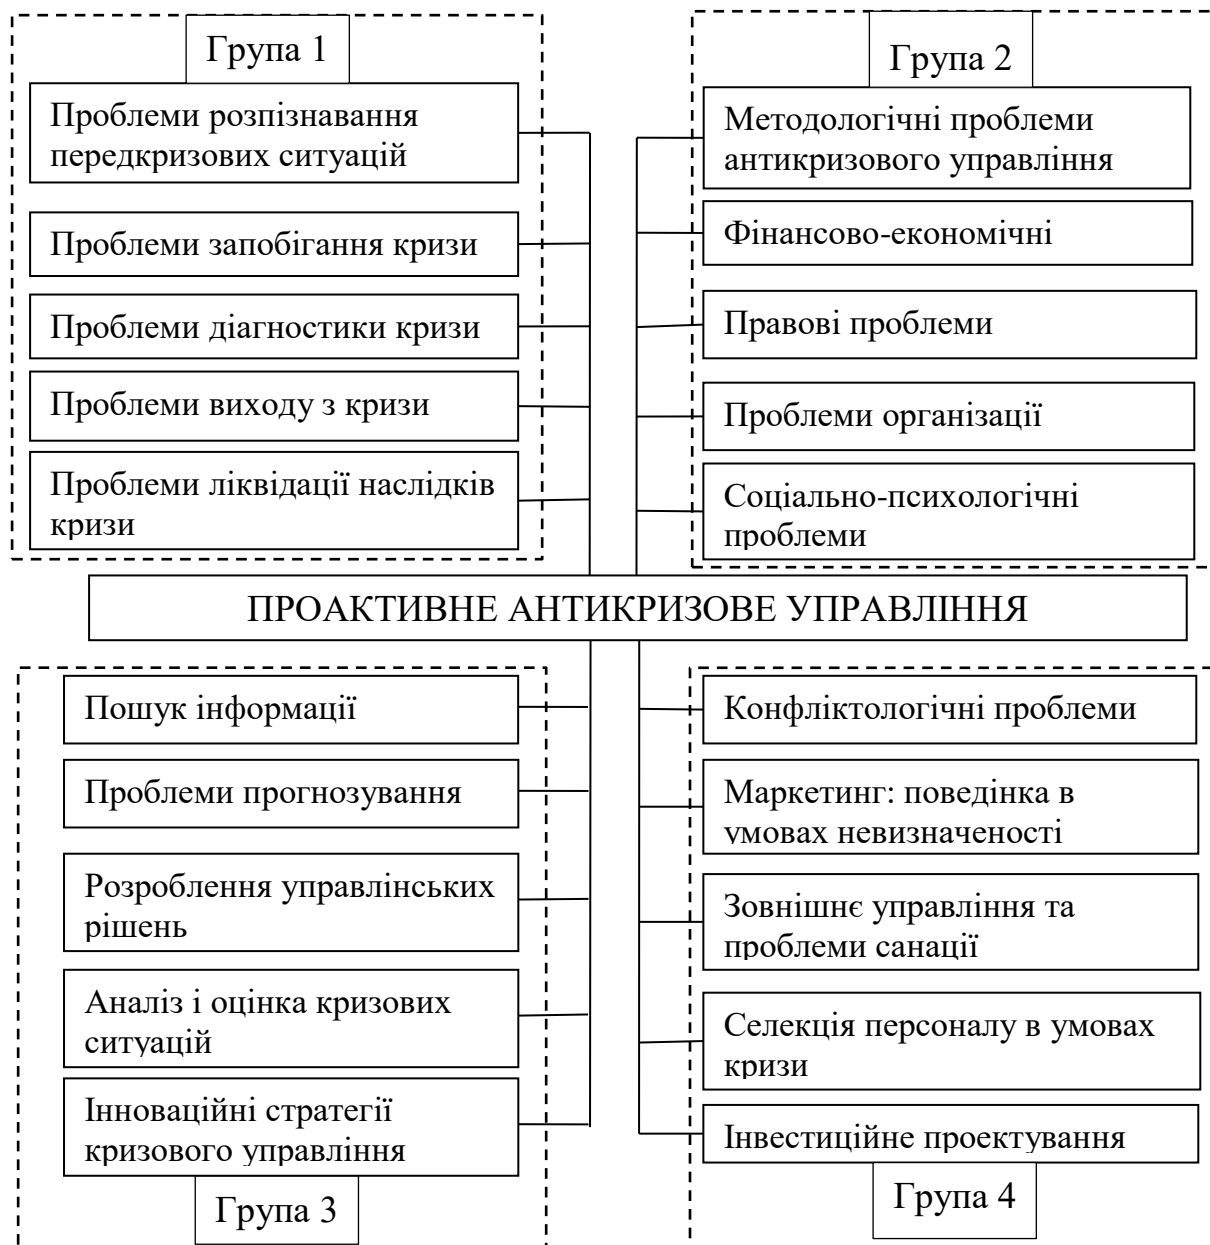 Група 1
Проблеми розпізнавання
передкризових ситуацій
Проблеми запобігання кризи
Проблеми діагностики кризи
Проблеми виходу з кризи
Проблеми ліквідації наслідків
кризи
Група 2
Методологічні проблеми
антикризового управління
Фінансово-економічні
Правові проблеми
Проблеми організації
Соціально-психологічні
проблеми
ПРОАКТИВНЕ АНТИКРИЗОВЕ УПРАВЛІННЯ
Пошук інформації
Проблеми прогнозування
Розроблення управлінських
рішень
Аналіз і оцінка кризових
ситуацій
Інноваційні стратегії
кризового управління
Група 3
Конфліктологічні проблеми
Маркетинг: поведінка в
умовах невизначеності
Зовнішнє управління та
проблеми санації
Селекція персоналу в умовах
кризи
Інвестиційне проектування
Група 4